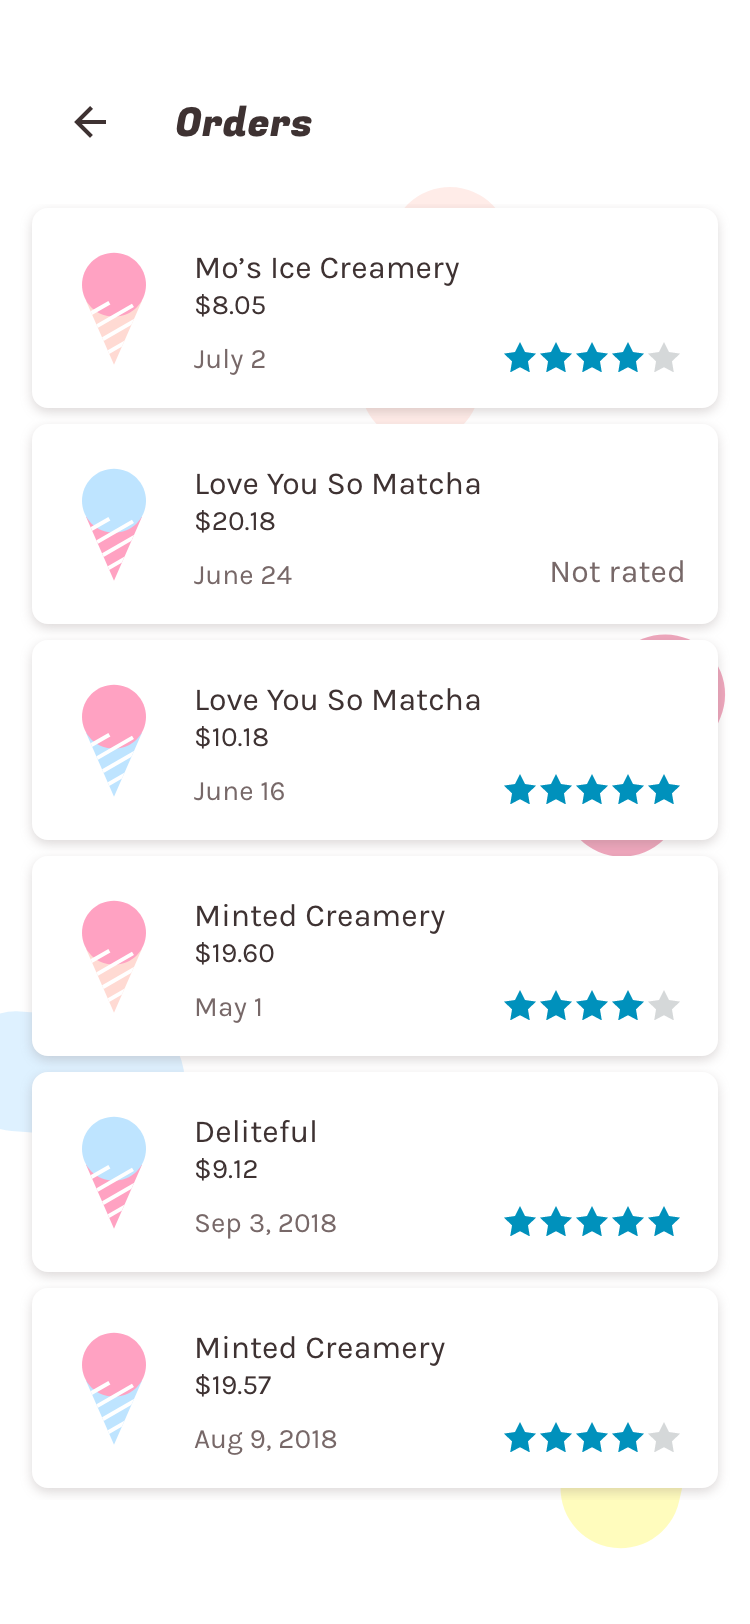 Orders
Mo’s Ice Creamery
$8.05
July 2
Love You So Matcha
$20.18
June 24
Not rated
Love You So Matcha
$10.18
June 16
Minted Creamery
$19.60
May 1
Deliteful
$9.12
Sep 3, 2018
Minted Creamery
$19.57
Aug 9, 2018